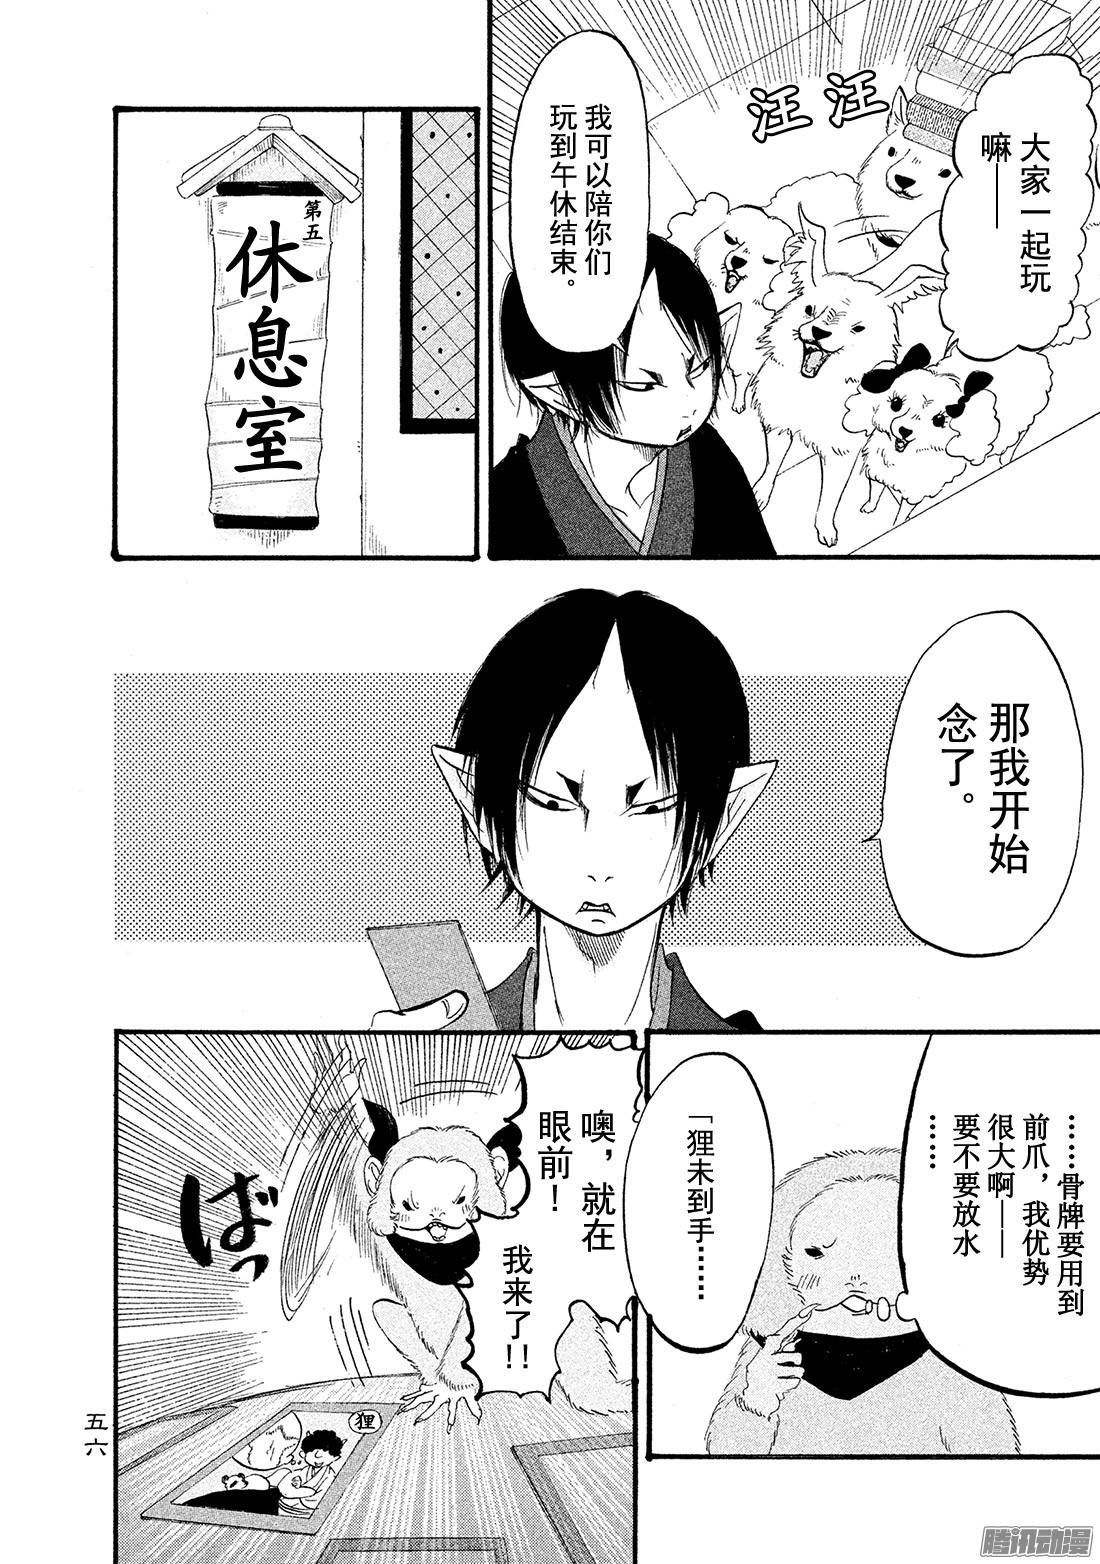 大家一起玩
嘛——
汪汪
我可以陪你们
玩到午休结束。
第五
休息室
那我开始
念了。
……骨牌要用到
前爪，我优势
很大啊——
要不要放水
……
「狸未到手……
噢，就在
眼前！
我来了!!
ばっ
狸
五六
腾讯动漫